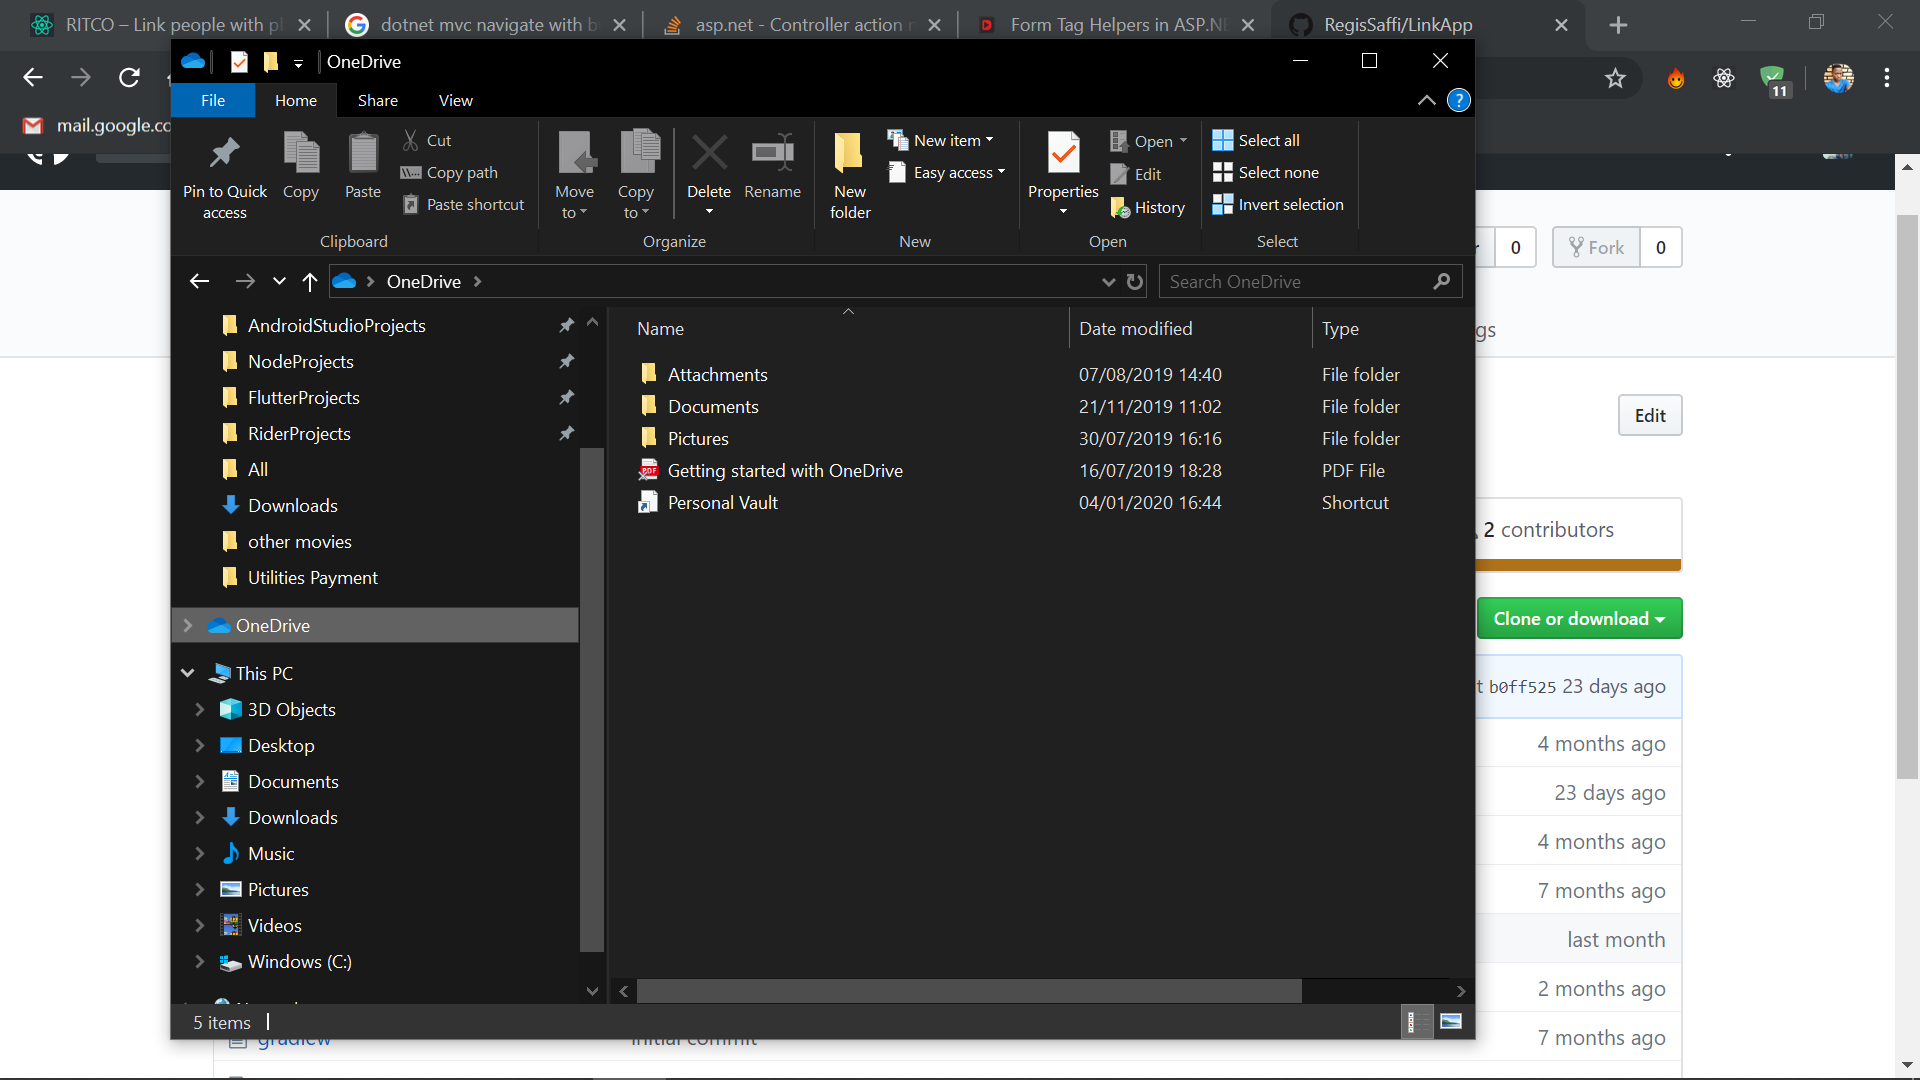 RITCO – Link people with pl
dotnet mvc navigate with b
asp.net - Controller action n
Form Tag Helpers in ASP.NE
RegisSaffi/LinkApp
OneDrive
File
Home
Share
View
?
11
mail.google.co
Pin to Quick access
Copy
Paste
Cut
Copy path
Paste shortcut
Move to
Copy to
Delete
Rename
New folder
New item
Easy access
Properties
Open
Edit
History
Select all
Select none
Invert selection
Clipboard
Organize
New
Open
Select
0
Fork
0
OneDrive
Search OneDrive
gs
AndroidStudioProjects
NodeProjects
FlutterProjects
RiderProjects
All
Downloads
other movies
Utilities Payment
OneDrive
This PC
3D Objects
Desktop
Documents
Downloads
Music
Pictures
Videos
Windows (C:)
Name Date modified Type
Attachments 07/08/2019 14:40 File folder
Documents 21/11/2019 11:02 File folder
Pictures 30/07/2019 16:16 File folder
Getting started with OneDrive 16/07/2019 18:28 PDF File
Personal Vault 04/01/2020 16:44 Shortcut
5 items
Edit
2 contributors
Clone or download
t b0ff525 23 days ago
4 months ago
23 days ago
4 months ago
7 months ago
last month
2 months ago
gradlew Initial commit 7 months ago